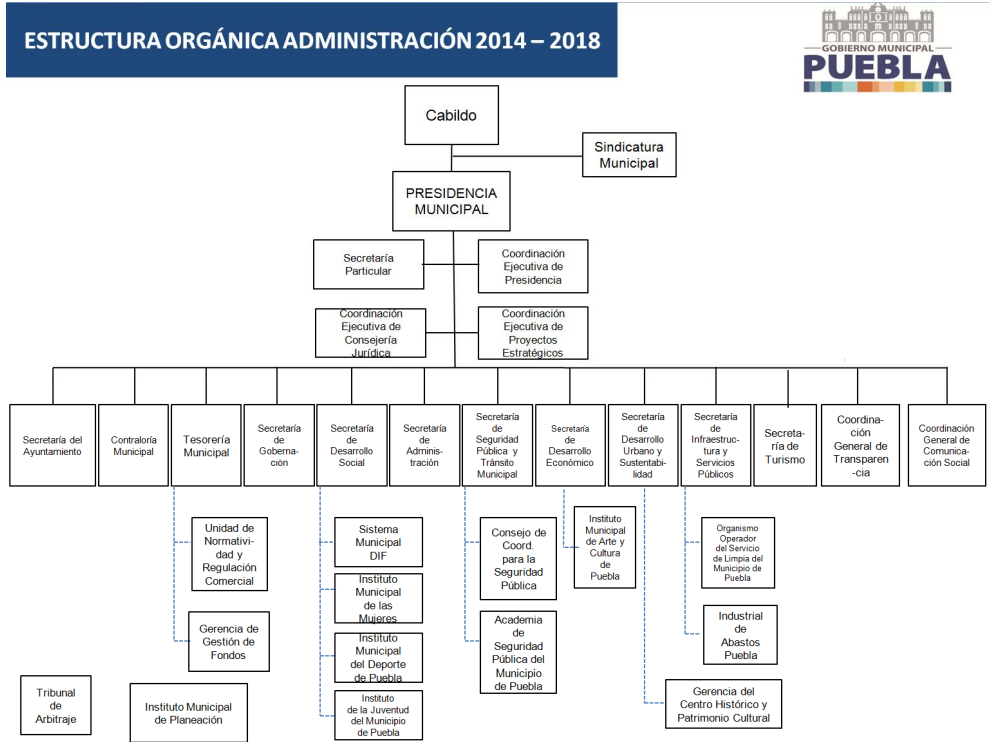 ESTRUCTURA ORGÁNICA ADMINISTRACIÓN 2014 – 2018
GOBIERNO MUNICIPAL
PUEBLA
Cabildo
Sindicatura
Municipal
PRESIDENCIA
MUNICIPAL
Secretaría
Particular
Coordinación
Ejecutiva de
Presidencia
Coordinación
Ejecutiva de
Consejería
Jurídica
Coordinación
Ejecutiva de
Proyectos
Estratégicos
Secretaría del
Ayuntamiento
Contraloría
Municipal
Tesorería
Municipal
Secretaría
de
Goberna-
ción
Secretaría
de
Desarrollo
Social
Secretaría
de
Adminis-
tración
Secretaría
de
Seguridad
Pública y
Tránsito
Municipal
Secretaría
de
Desarrollo
Económico
Secretaría
de
Desarrollo
Urbano y
Sustentabi-
lidad
Secretaría
de
Infraestruc-
tura y
Servicios
Públicos
Secreta-
ría de
Turismo
Coordina-
ción
General de
Transparen
-cia
Coordinación
General de
Comunica-
ción Social
Unidad de
Normativi-
dad y
Regulación
Comercial
Gerencia de
Gestión de
Fondos
Sistema
Municipal
DIF
Instituto
Municipal
de las
Mujeres
Instituto
Municipal
del Deporte
de Puebla
Instituto
de la Juventud
del Municipio
de Puebla
Consejo de
Coord.
para la
Seguridad
Pública
Academia
de
Seguridad
Pública del
Municipio
de Puebla
Instituto
Municipal
de Arte y
Cultura
de
Puebla
Organismo
Operador
del Servicio
de Limpia del
Municipio de
Puebla
Industrial
de
Abastos
Puebla
Gerencia del
Centro Histórico y
Patrimonio Cultural
Tribunal
de
Arbitraje
Instituto Municipal
de Planeación